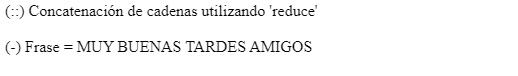 (::) Concatenación de cadenas utilizando 'reduce'
(-) Frase = MUY BUENAS TARDES AMIGOS